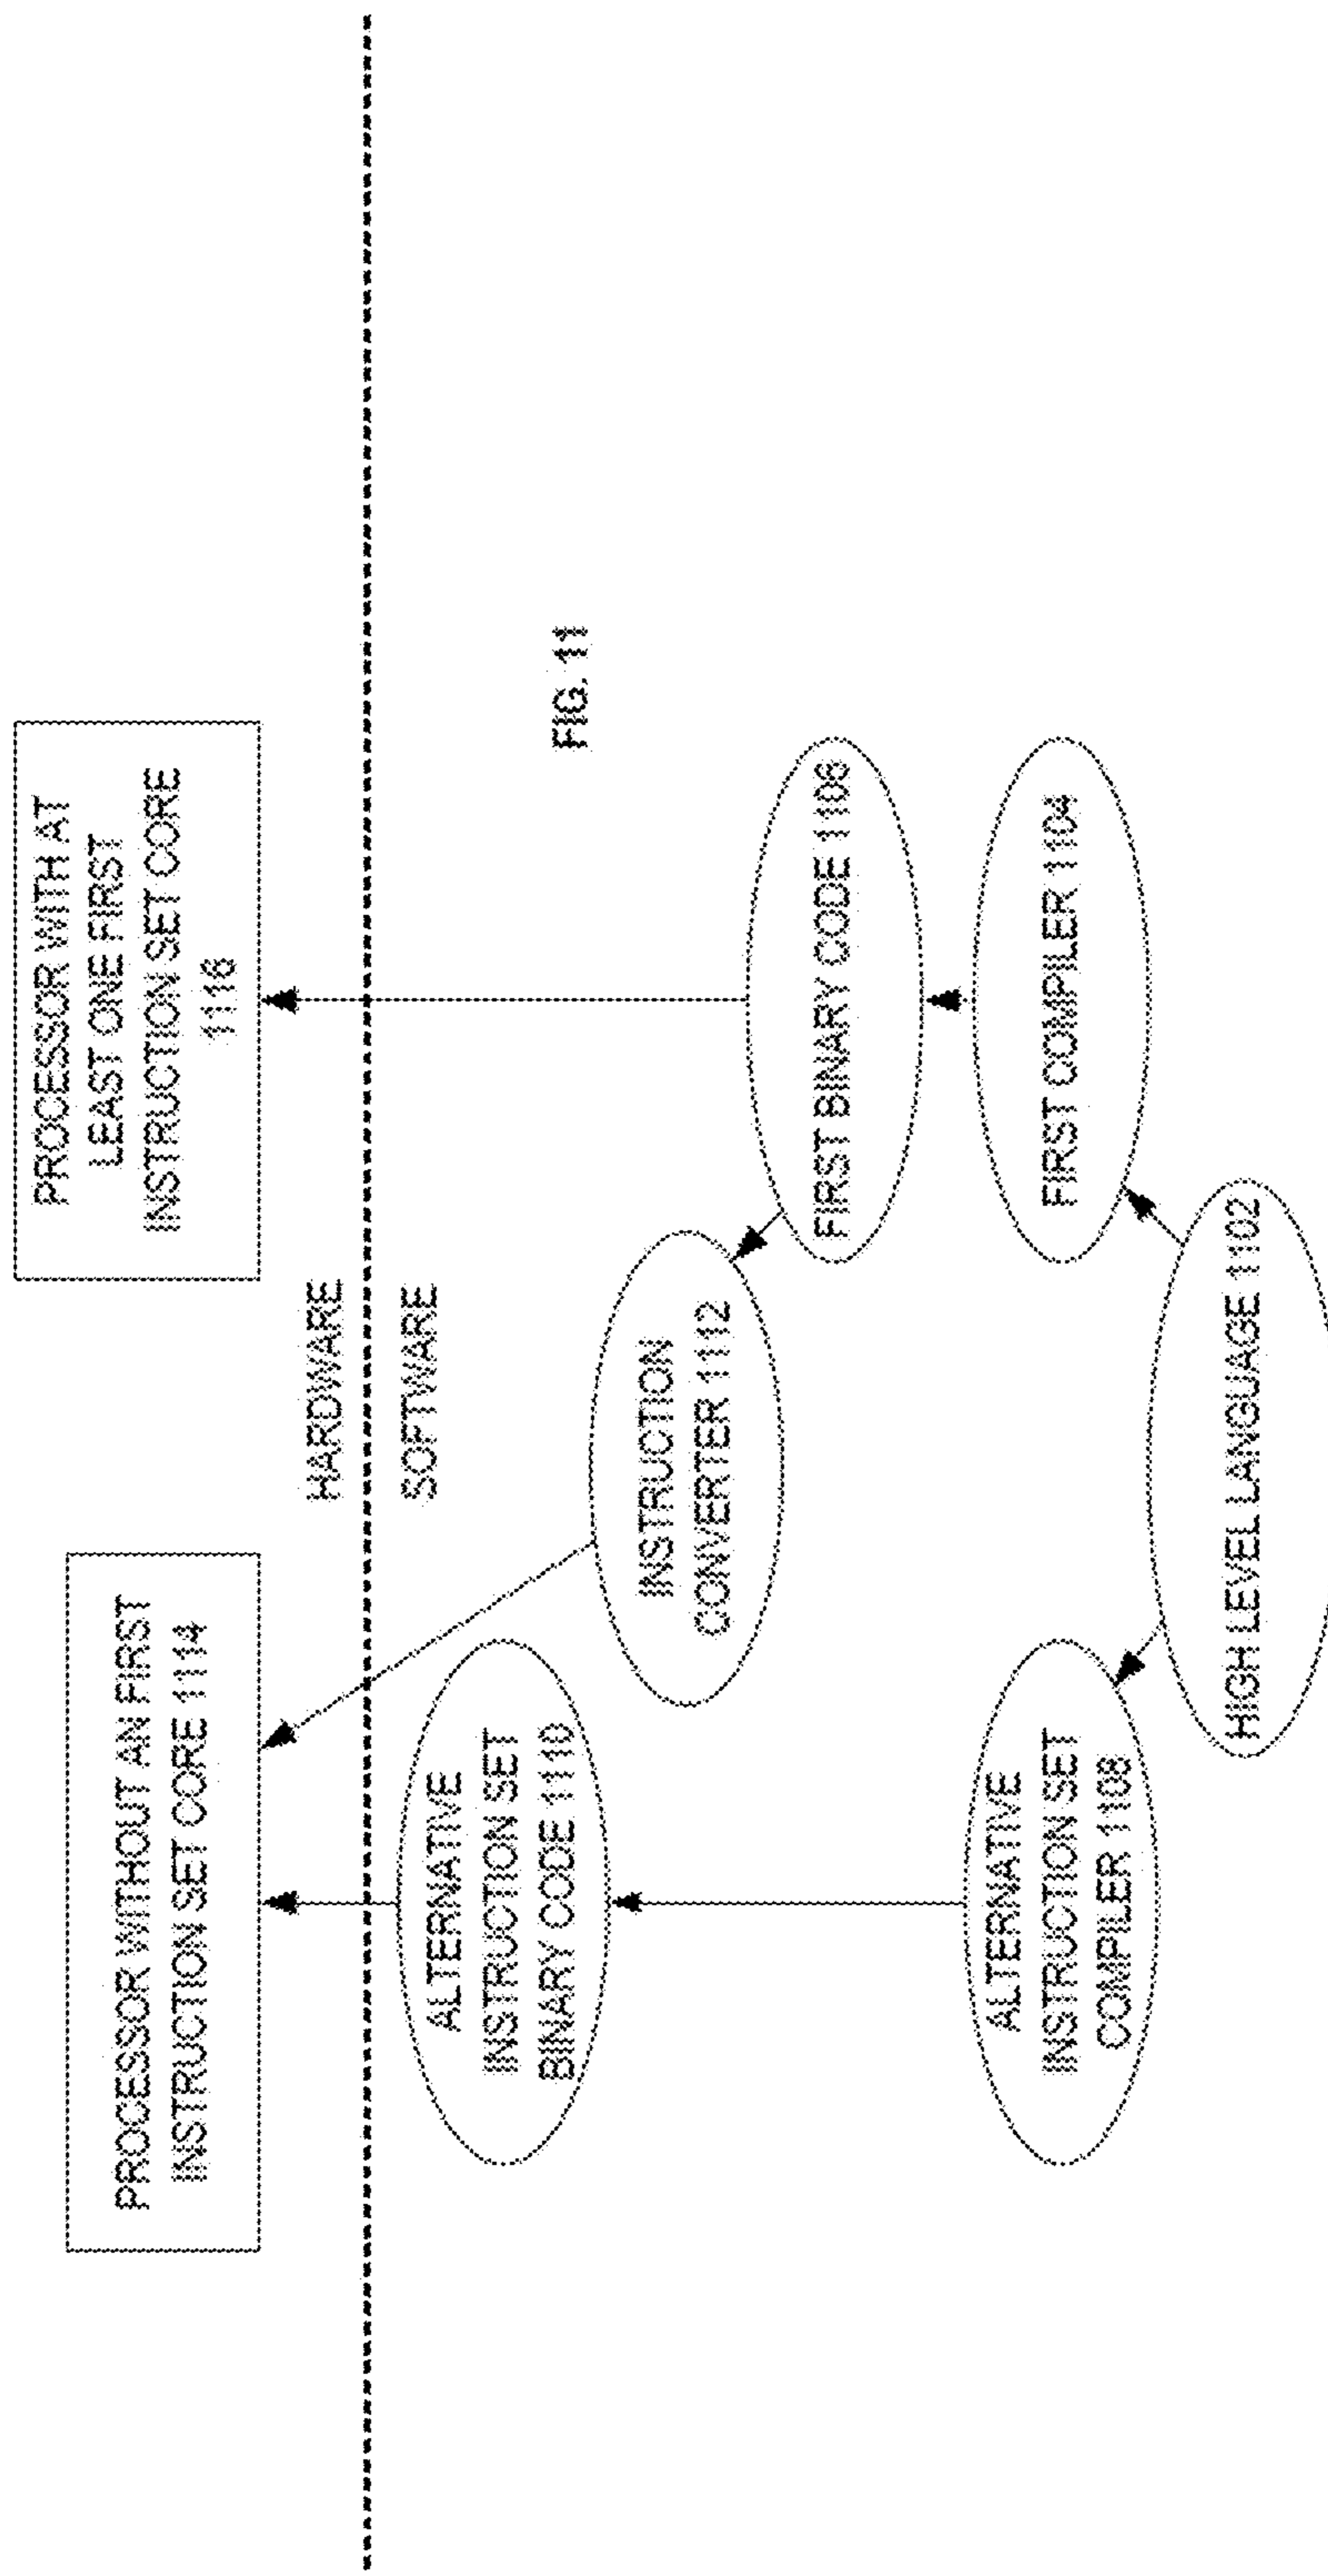 PROCESSOR WITHOUT AN FIRST
INSTRUCTION SET CORE 1114
PROCESSOR WITH AT
LEAST ONE FIRST
INSTRUCTION SET CORE
1116
HARDWARE
SOFTWARE
ALTERNATIVE
INSTRUCTION SET
BINARY CODE 1110
INSTRUCTION
CONVERTER 1112
FIG. 11
FIRST BINARY CODE 1106
ALTERNATIVE
INSTRUCTION SET
COMPILER 1108
FIRST COMPILER 1104
HIGH LEVEL LANGUAGE 1102